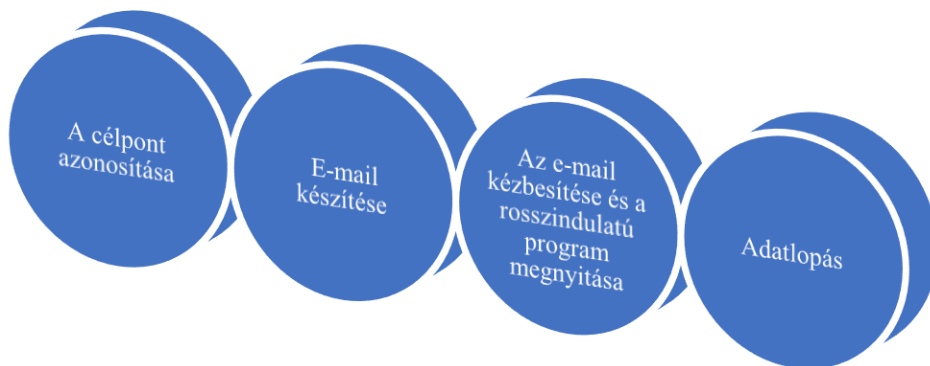 A célpont
azonosítása
E-mail
készítése
Az e-mail
kézbesítése és a
rosszindulatú
program
megnyitása
Adatlopás